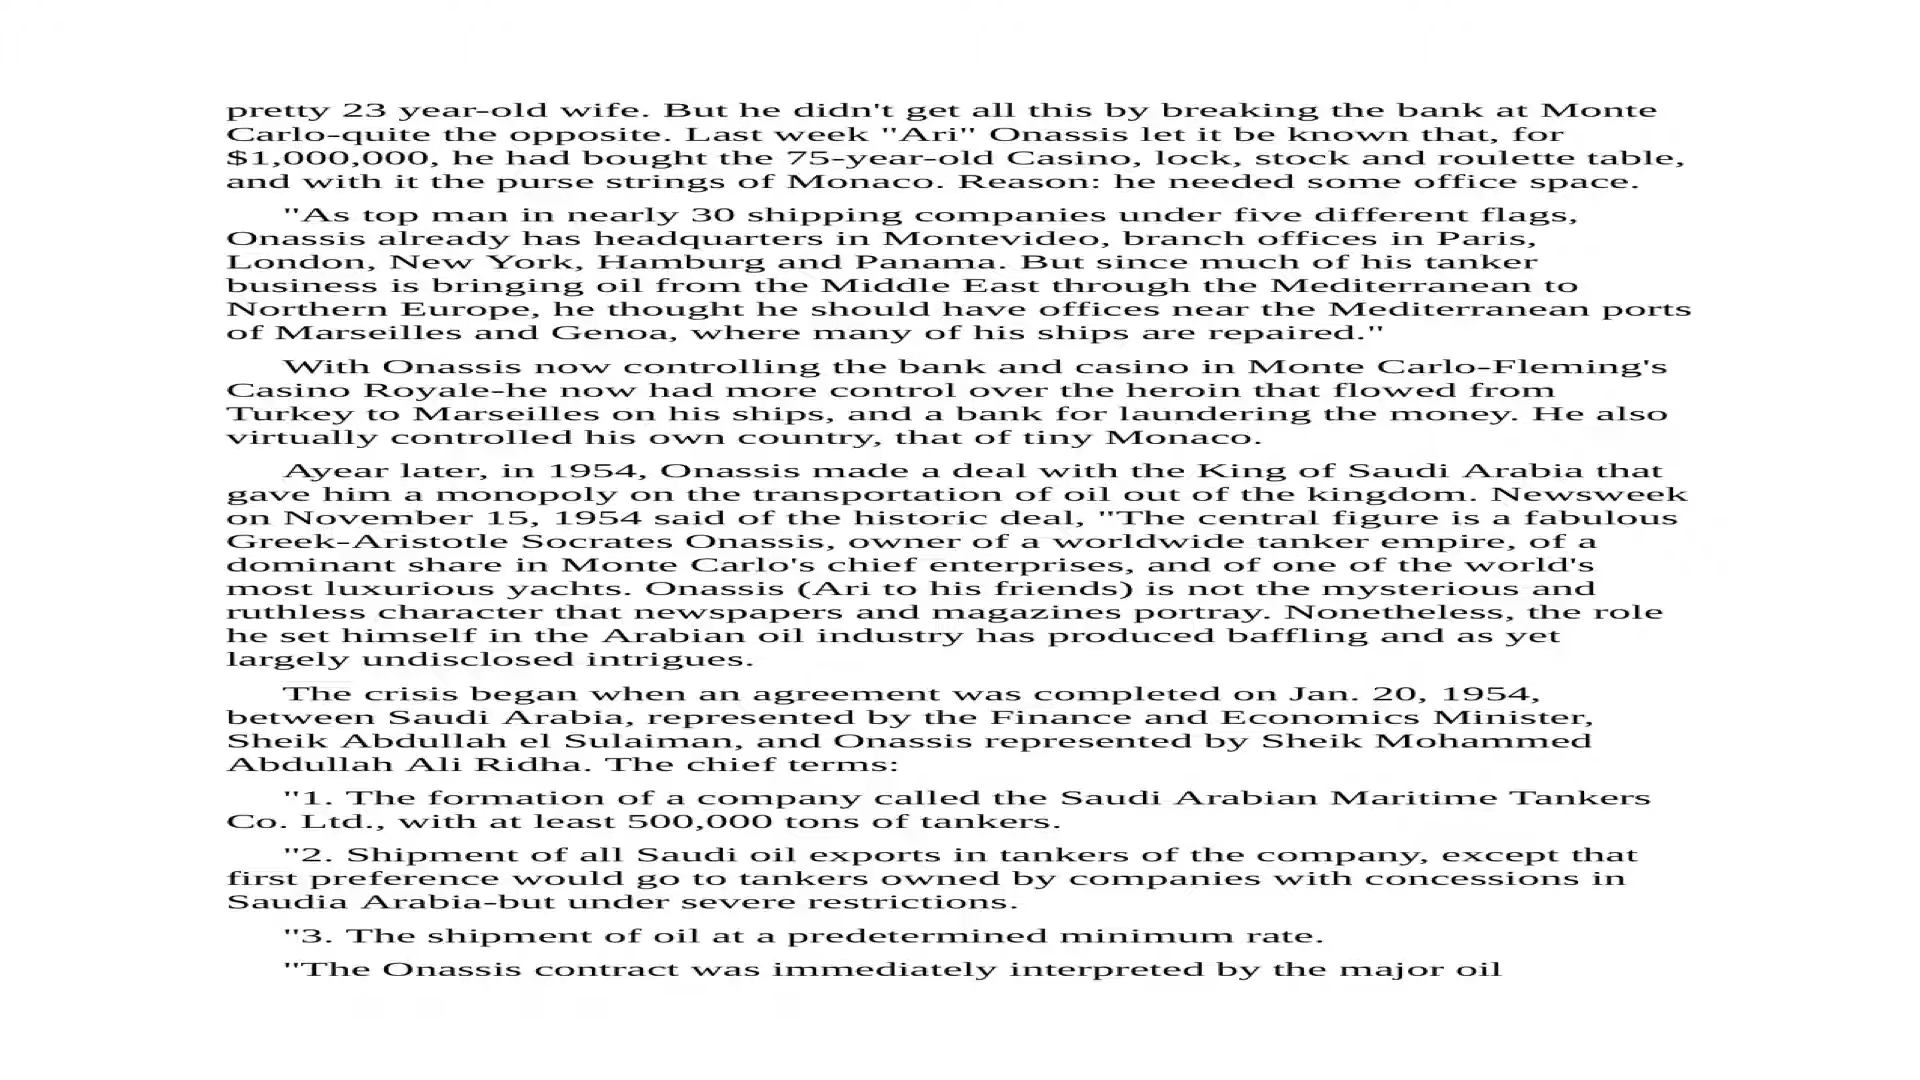 pretty 23 year-old wife. But he didn't get all this by breaking the bank at Monte
Carlo-quite the opposite. Last week "Ari" Onassis let it be known that, for
$1,000,000, he had bought the 75-year-old Casino, lock, stock and roulette table,
and with it the purse strings of Monaco. Reason: he needed some office space.
"As top man in nearly 30 shipping companies under five different flags,
Onassis already has headquarters in Montevideo, branch offices in Paris,
London, New York, Hamburg and Panama. But since much of his tanker
business is bringing oil from the Middle East through the Mediterranean to
Northern Europe, he thought he should have offices near the Mediterranean ports
of Marseilles and Genoa, where many of his ships are repaired."
With Onassis now controlling the bank and casino in Monte Carlo-Fleming's
Casino Royale-he now had more control over the heroin that flowed from
Turkey to Marseilles on his ships, and a bank for laundering the money. He also
virtually controlled his own country, that of tiny Monaco.
Ayear later, in 1954, Onassis made a deal with the King of Saudi Arabia that
gave him a monopoly on the transportation of oil out of the kingdom. Newsweek
on November 15, 1954 said of the historic deal, "The central figure is a fabulous
Greek-Aristotle Socrates Onassis, owner of a worldwide tanker empire, of a
dominant share in Monte Carlo's chief enterprises, and of one of the world's
most luxurious yachts. Onassis (Ari to his friends) is not the mysterious and
ruthless character that newspapers and magazines portray. Nonetheless, the role
he set himself in the Arabian oil industry has produced baffling and as yet
largely undisclosed intrigues.
The crisis began when an agreement was completed on Jan. 20, 1954,
between Saudi Arabia, represented by the Finance and Economics Minister,
Sheik Abdullah el Sulaiman, and Onassis represented by Sheik Mohammed
Abdullah Ali Ridha. The chief terms:
"1. The formation of a company called the Saudi Arabian Maritime Tankers
Co. Ltd., with at least 500,000 tons of tankers.
"2. Shipment of all Saudi oil exports in tankers of the company, except that
first preference would go to tankers owned by companies with concessions in
Saudia Arabia-but under severe restrictions.
"3. The shipment of oil at a predetermined minimum rate.
"The Onassis contract was immediately interpreted by the major oil